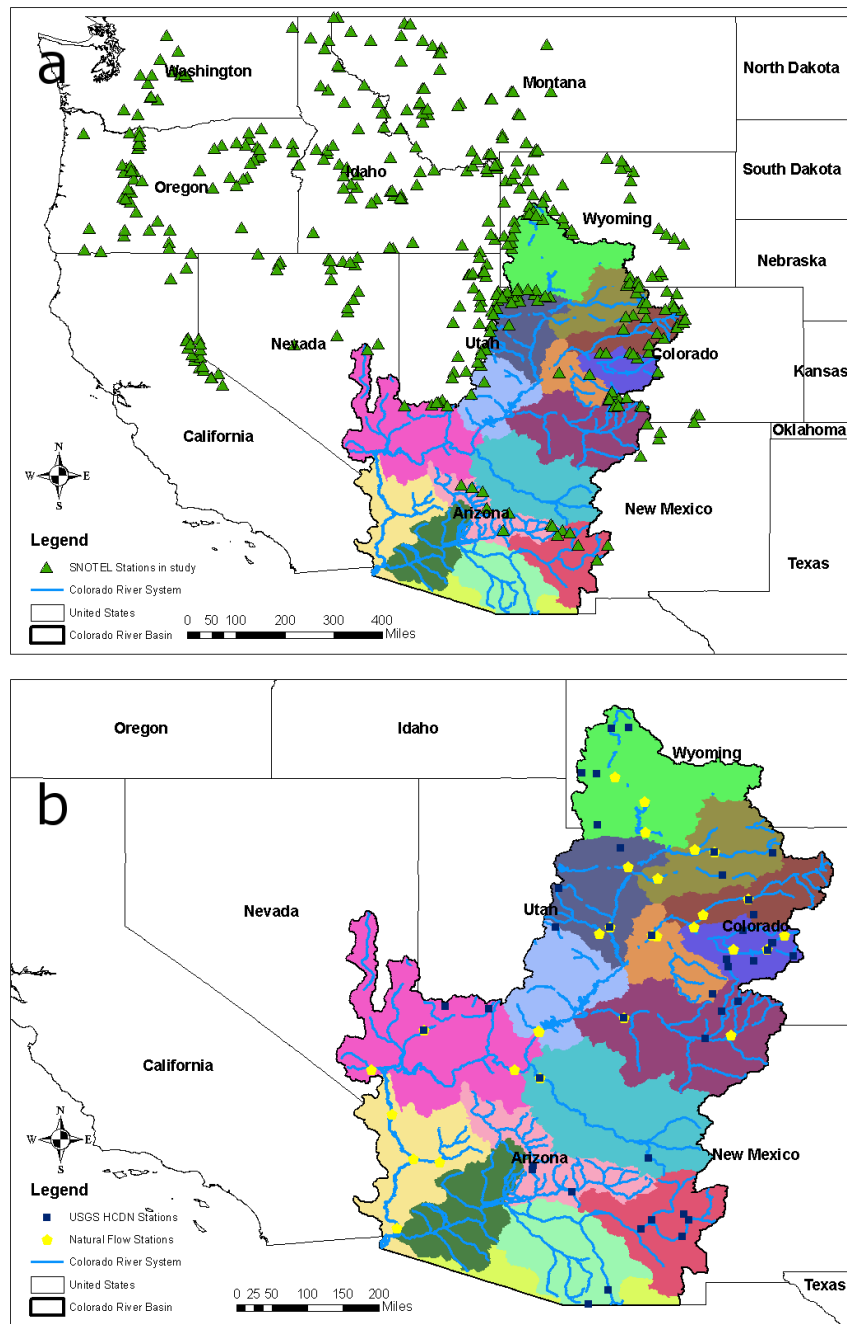 a
Washington
Montana
North Dakota
Oregon
Idaho
South Dakota
Wyoming
Nebraska
Nevada
Utah
Colorado
Kansas
California
Oklahoma
Arizona
New Mexico
Texas
N
W E
S
Legend
SNOTEL Stations in study
Colorado River System
United States
Colorado River Basin
0 50 100 200 300 400
Miles
b
Oregon
Idaho
Wyoming
Nevada
Utah
Colorado
California
Arizona
New Mexico
Texas
N
W E
S
Legend
USGS HCDN Stations
Natural Flow Stations
Colorado River System
United States
Colorado River Basin
0 25 50 100 150 200
Miles